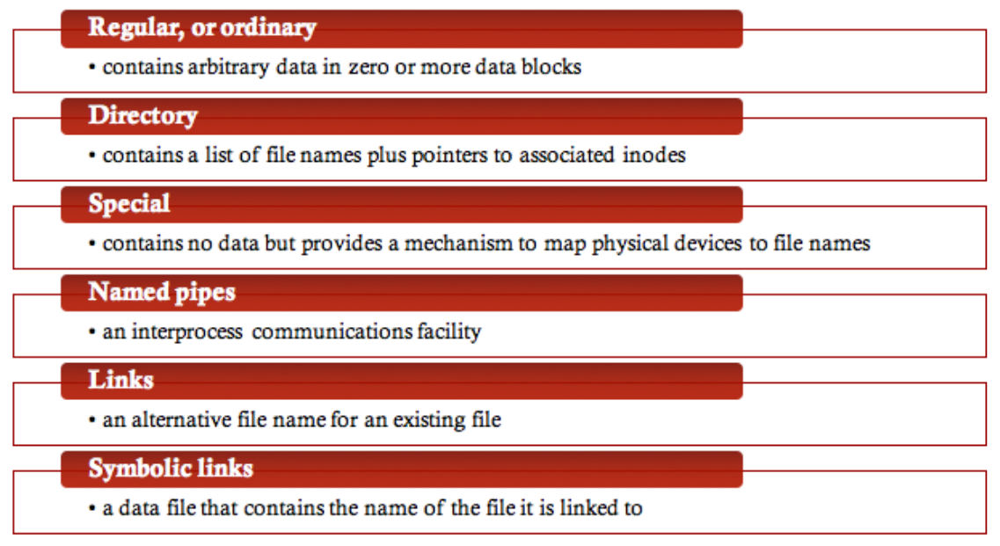 Regular, or ordinary
• contains arbitrary data in zero or more data blocks
Directory
• contains a list of file names plus pointers to associated inodes
Special
• contains no data but provides a mechanism to map physical devices to file names
Named pipes
• an interprocess communications facility
Links
• an alternative file name for an existing file
Symbolic links
• a data file that contains the name of the file it is linked to